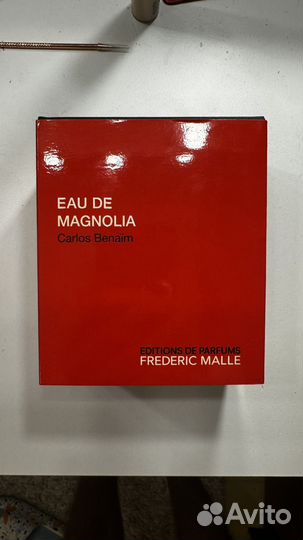 EAU DE
MAGNOLIA
Carlos Benaim
EDITIONS DE PARFUMS
FREDERIC MALLE
Avito